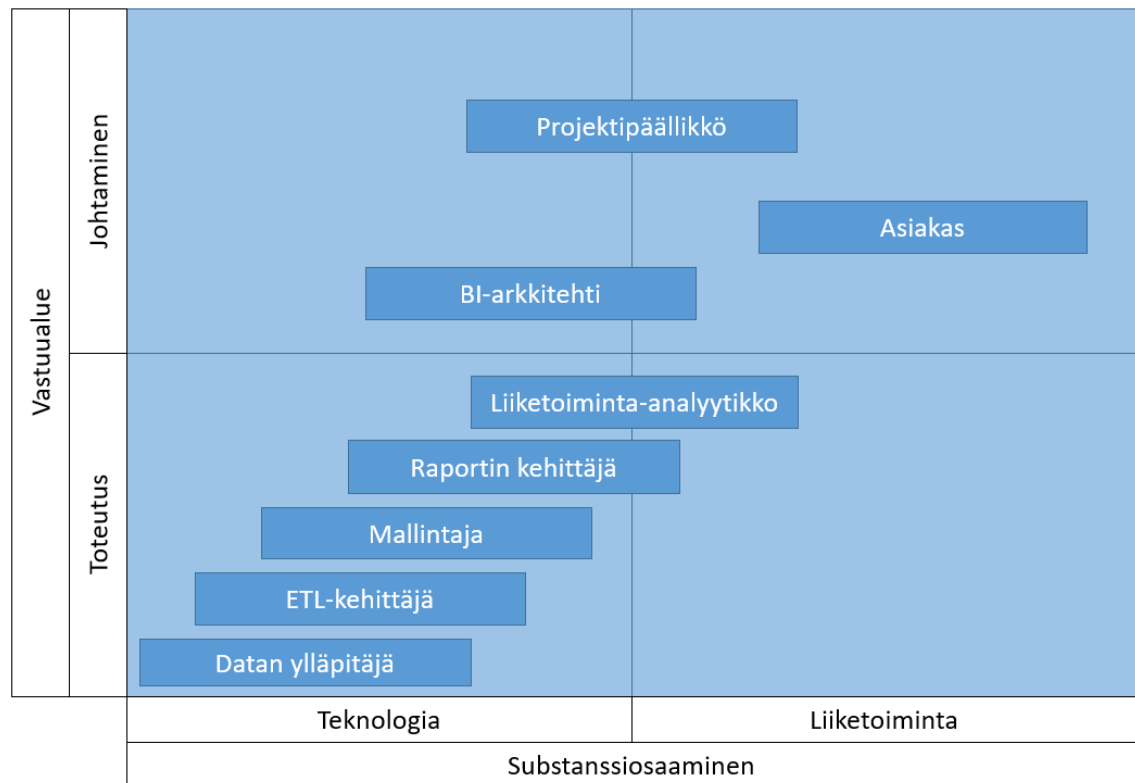 Vastuualue
Johtaminen
Projektipäällikkö
Asiakas
BI-arkkitehti
Toteutus
Liiketoiminta-analyytikko
Raportin kehittäjä
Mallintaja
ETL-kehittäjä
Datan ylläpitäjä
Teknologia
Liiketoiminta
Substanssiosaaminen